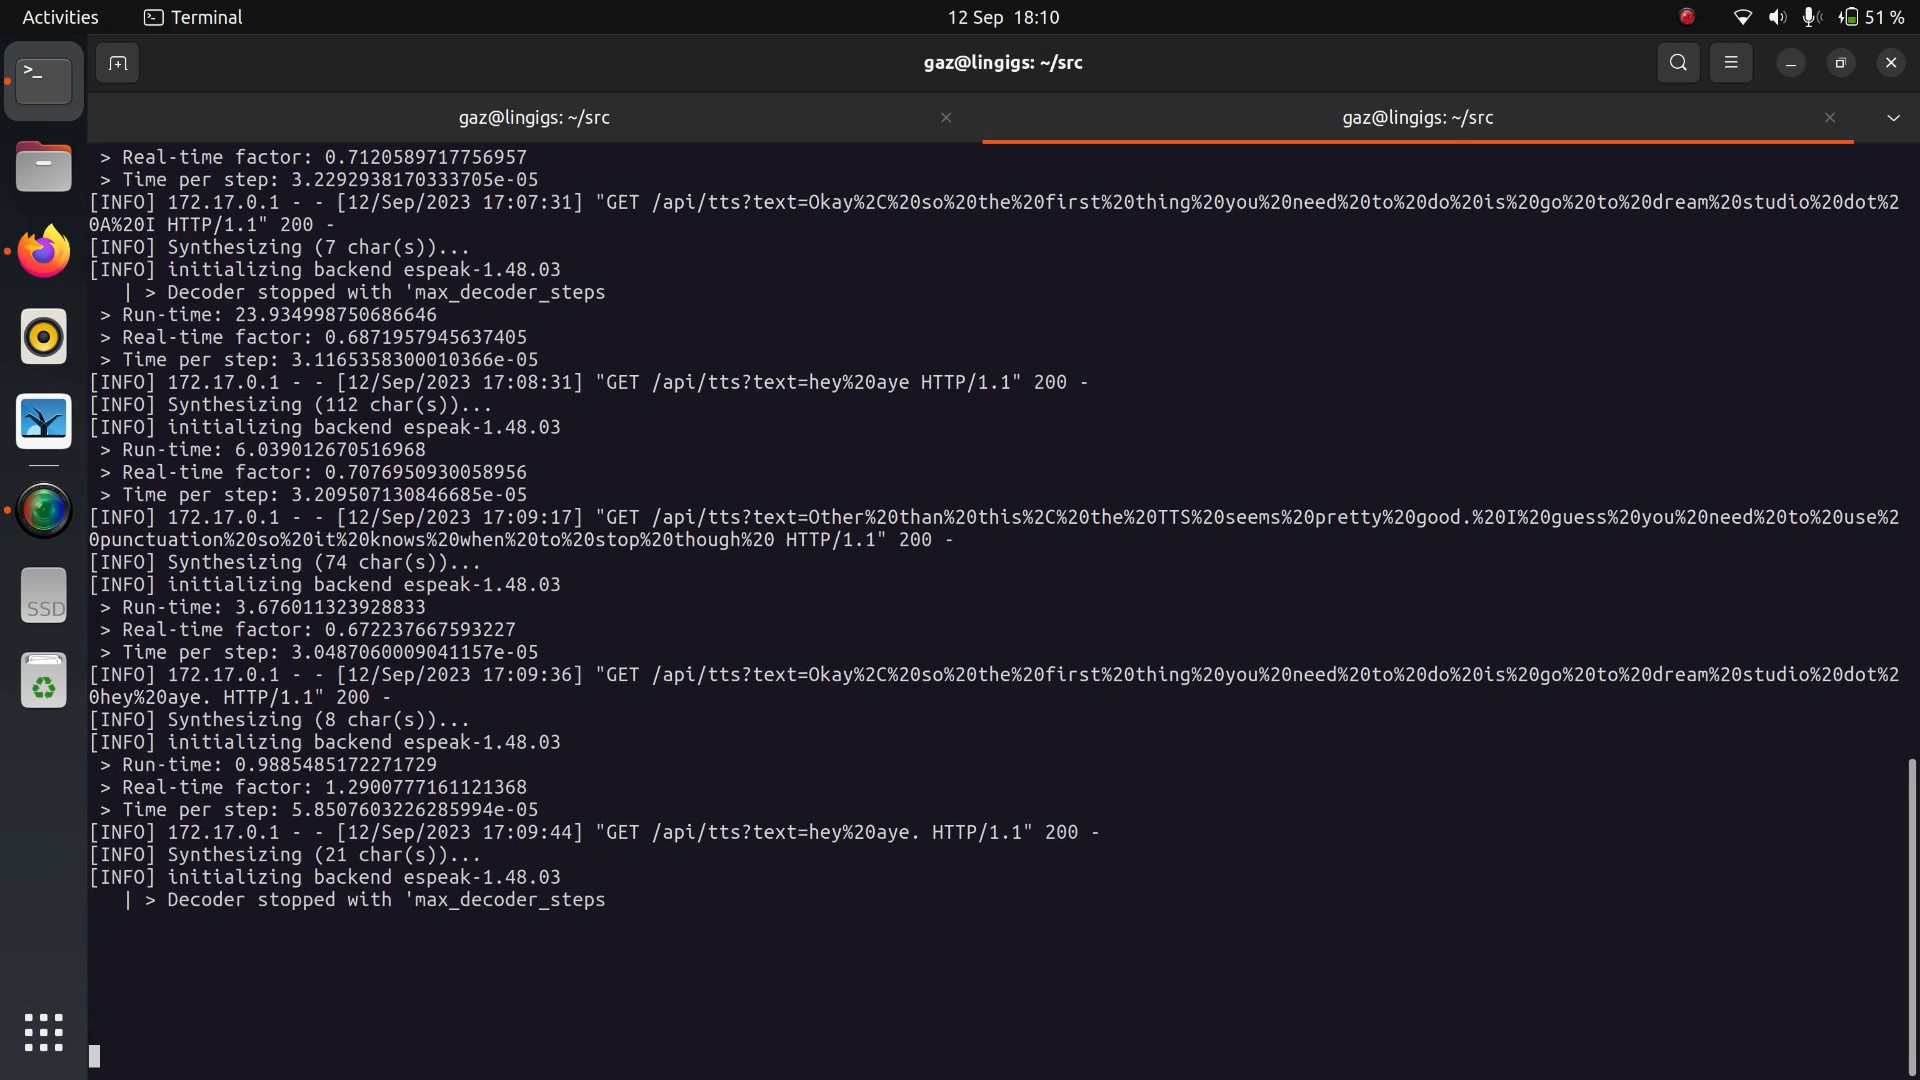 Activities
Terminal
12 Sep 18:10
51 %
gaz@lingigs: ~/src
gaz@lingigs: ~/src
gaz@lingigs: ~/src
> Real-time factor: 0.7120589717756957
> Time per step: 3.2292938170333705e-05
[INFO] 172.17.0.1 - - [12/Sep/2023 17:07:31] "GET /api/tts?text=Okay%2C%20so%20the%20first%20thing%20you%20need%20to%20do%20is%20go%20to%20dream%20studio%20dot%2
0A%20I HTTP/1.1" 200 -
[INFO] Synthesizing (7 char(s))...
[INFO] initializing backend espeak-1.48.03
| > Decoder stopped with 'max_decoder_steps
> Run-time: 23.934998750686646
> Real-time factor: 0.6871957945637405
> Time per step: 3.1165358300010366e-05
[INFO] 172.17.0.1 - - [12/Sep/2023 17:08:31] "GET /api/tts?text=hey%20aye HTTP/1.1" 200 -
[INFO] Synthesizing (112 char(s))...
[INFO] initializing backend espeak-1.48.03
> Run-time: 6.039012670516968
> Real-time factor: 0.7076950930058956
> Time per step: 3.209507130846685e-05
[INFO] 172.17.0.1 - - [12/Sep/2023 17:09:17] "GET /api/tts?text=Other%20than%20this%2C%20the%20TTS%20seems%20pretty%20good.%20I%20guess%20you%20need%20to%20use%2
0punctuation%20so%20it%20knows%20when%20to%20stop%20though%20 HTTP/1.1" 200 -
[INFO] Synthesizing (74 char(s))...
[INFO] initializing backend espeak-1.48.03
> Run-time: 3.676011323928833
> Real-time factor: 0.672237667593227
> Time per step: 3.0487060009041157e-05
[INFO] 172.17.0.1 - - [12/Sep/2023 17:09:36] "GET /api/tts?text=Okay%2C%20so%20the%20first%20thing%20you%20need%20to%20do%20is%20go%20to%20dream%20studio%20dot%2
0hey%20aye. HTTP/1.1" 200 -
[INFO] Synthesizing (8 char(s))...
[INFO] initializing backend espeak-1.48.03
> Run-time: 0.9885485172271729
> Real-time factor: 1.2900777161121368
> Time per step: 5.8507603226285994e-05
[INFO] 172.17.0.1 - - [12/Sep/2023 17:09:44] "GET /api/tts?text=hey%20aye. HTTP/1.1" 200 -
[INFO] Synthesizing (21 char(s))...
[INFO] initializing backend espeak-1.48.03
| > Decoder stopped with 'max_decoder_steps
SSD